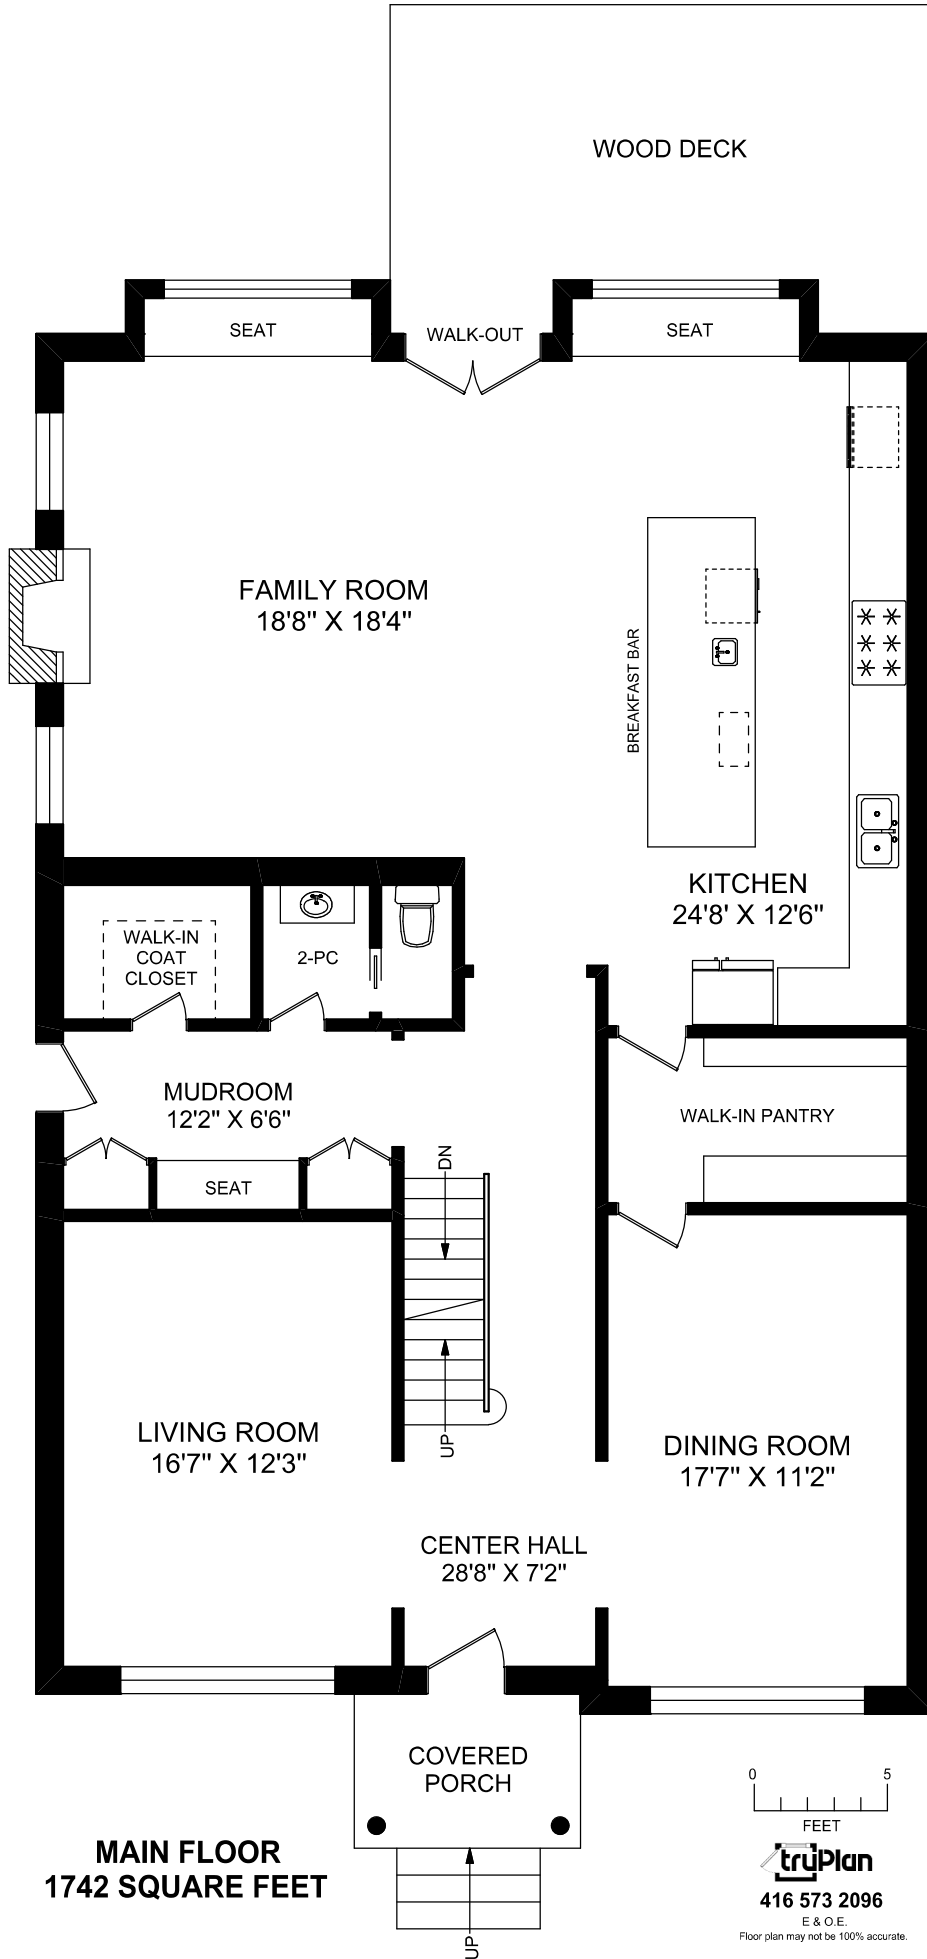 WOOD DECK
SEAT
WALK-OUT
SEAT
FAMILY ROOM
18'8" X 18'4"
BREAKFAST BAR
KITCHEN
24'8' X 12'6"
WALK-IN
COAT
CLOSET
2-PC
MUDROOM
12'2" X 6'6"
WALK-IN PANTRY
SEAT
DN
UP
LIVING ROOM
16'7" X 12'3"
DINING ROOM
17'7" X 11'2"
CENTER HALL
28'8" X 7'2"
COVERED
PORCH
UP
MAIN FLOOR
1742 SQUARE FEET
0 5
FEET
truPlan
416 573 2096
E & O.E.
Floor plan may not be 100% accurate.